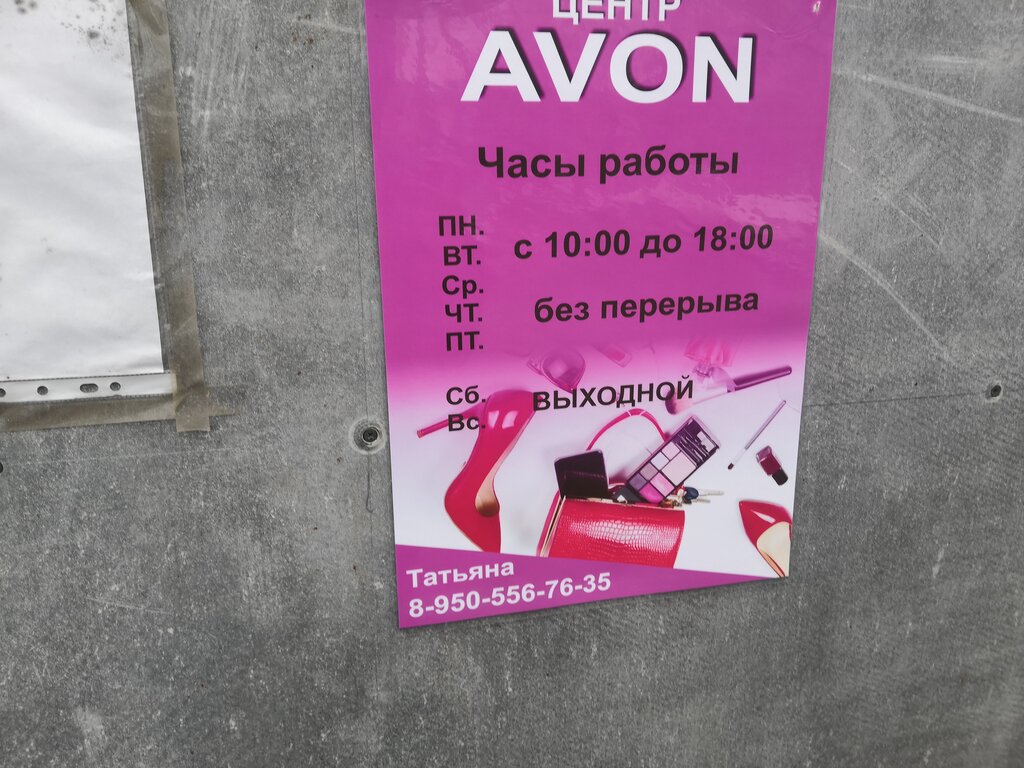 ЦЕНТР
AVON
Часы работы
ПН.
ВТ.
Ср.
ЧТ.
ПТ.
с 10:00 до 18:00
без перерыва
Сб.
Вс.
ВЫХОДНОЙ
Татьяна
8-950-556-76-35